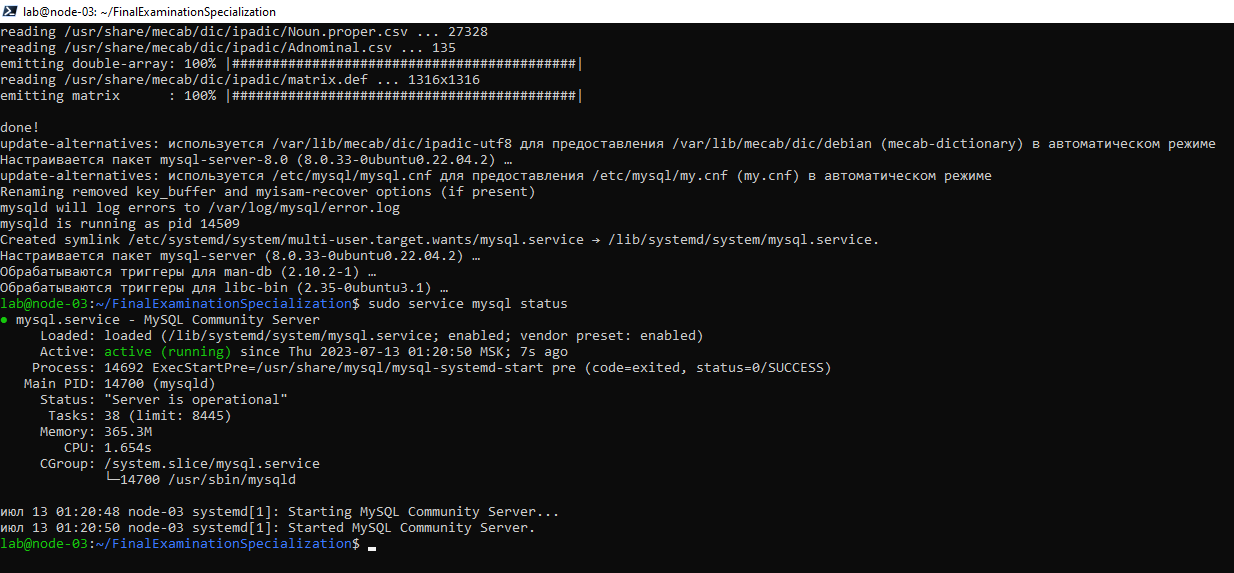 lab@node-03: ~/FinalExaminationSpecialization
reading /usr/share/mecab/dic/ipadic/Noun.proper.csv ... 27328
reading /usr/share/mecab/dic/ipadic/Adnominal.csv ... 135
emitting double-array: 100% |###########################################|
reading /usr/share/mecab/dic/ipadic/matrix.def ... 1316x1316
emitting matrix      : 100% |###########################################|
done!
update-alternatives: используется /var/lib/mecab/dic/ipadic-utf8 для предоставления /var/lib/mecab/dic/debian (mecab-dictionary) в автоматическом режиме
Настраивается пакет mysql-server-8.0 (8.0.33-0ubuntu0.22.04.2) …
update-alternatives: используется /etc/mysql/mysql.cnf для предоставления /etc/mysql/my.cnf (my.cnf) в автоматическом режиме
Renaming removed key_buffer and myisam-recover options (if present)
mysqld will log errors to /var/log/mysql/error.log
mysqld is running as pid 14509
Created symlink /etc/systemd/system/multi-user.target.wants/mysql.service → /lib/systemd/system/mysql.service.
Настраивается пакет mysql-server (8.0.33-0ubuntu0.22.04.2) …
Обрабатываются триггеры для man-db (2.10.2-1) …
Обрабатываются триггеры для libc-bin (2.35-0ubuntu3.1) …
lab@node-03:~/FinalExaminationSpecialization$ sudo service mysql status
● mysql.service - MySQL Community Server
     Loaded: loaded (/lib/systemd/system/mysql.service; enabled; vendor preset: enabled)
     Active: active (running) since Thu 2023-07-13 01:20:50 MSK; 7s ago
    Process: 14692 ExecStartPre=/usr/share/mysql/mysql-systemd-start pre (code=exited, status=0/SUCCESS)
   Main PID: 14700 (mysqld)
     Status: "Server is operational"
      Tasks: 38 (limit: 8445)
     Memory: 365.3M
        CPU: 1.654s
     CGroup: /system.slice/mysql.service
             └─14700 /usr/sbin/mysqld
июл 13 01:20:48 node-03 systemd[1]: Starting MySQL Community Server...
июл 13 01:20:50 node-03 systemd[1]: Started MySQL Community Server.
lab@node-03:~/FinalExaminationSpecialization$